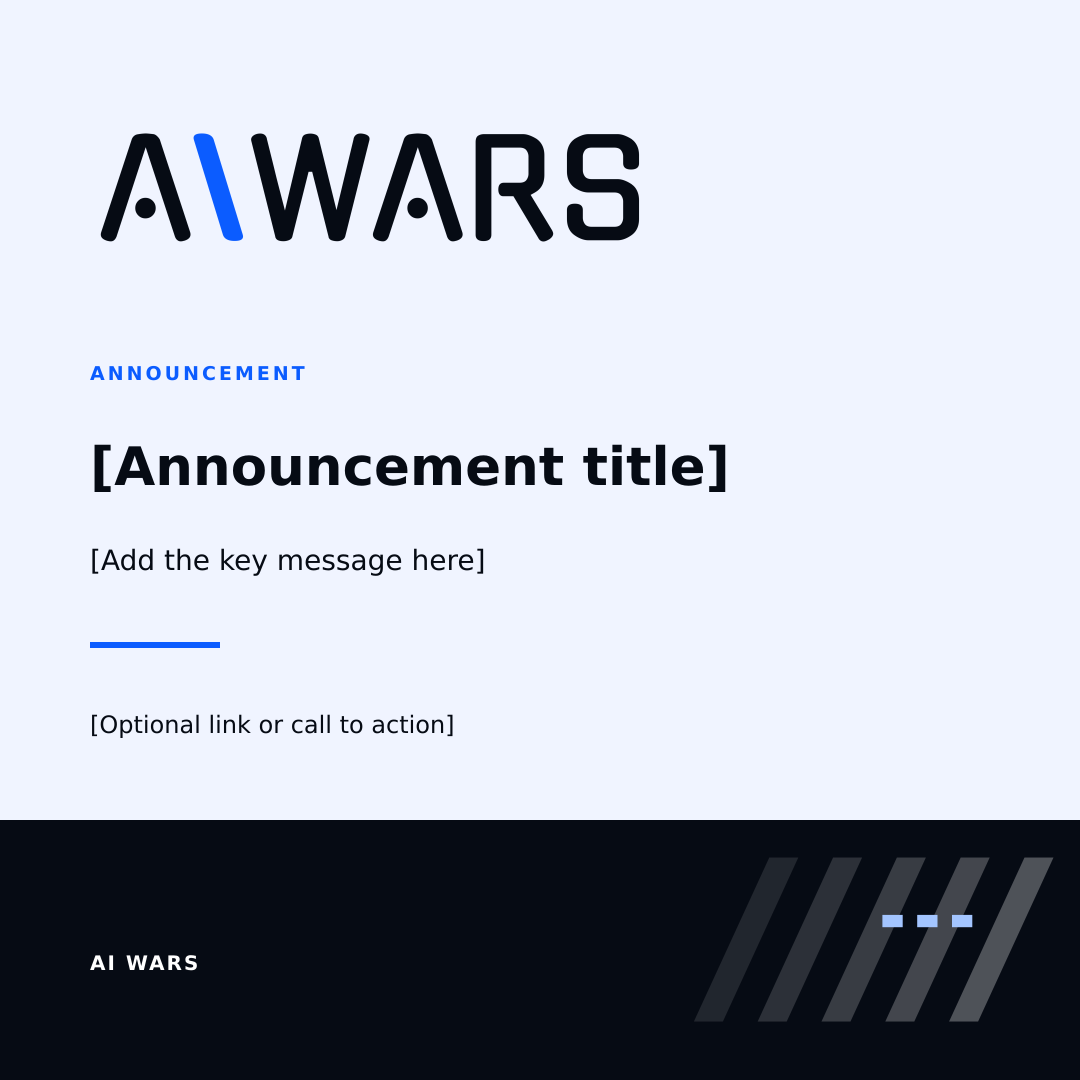 AIWARS
ANNOUNCEMENT
[Announcement title]
[Add the key message here]
[Optional link or call to action]
AI WARS